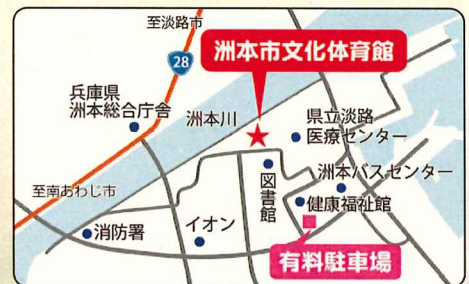 至淡路市
28
洲本市文化体育館
兵庫県
洲本総合庁舎
洲本川
県立淡路
医療センター
図書館
洲本バスセンター
至南あわじ市
健康福祉館
消防署
イオン
有料駐車場